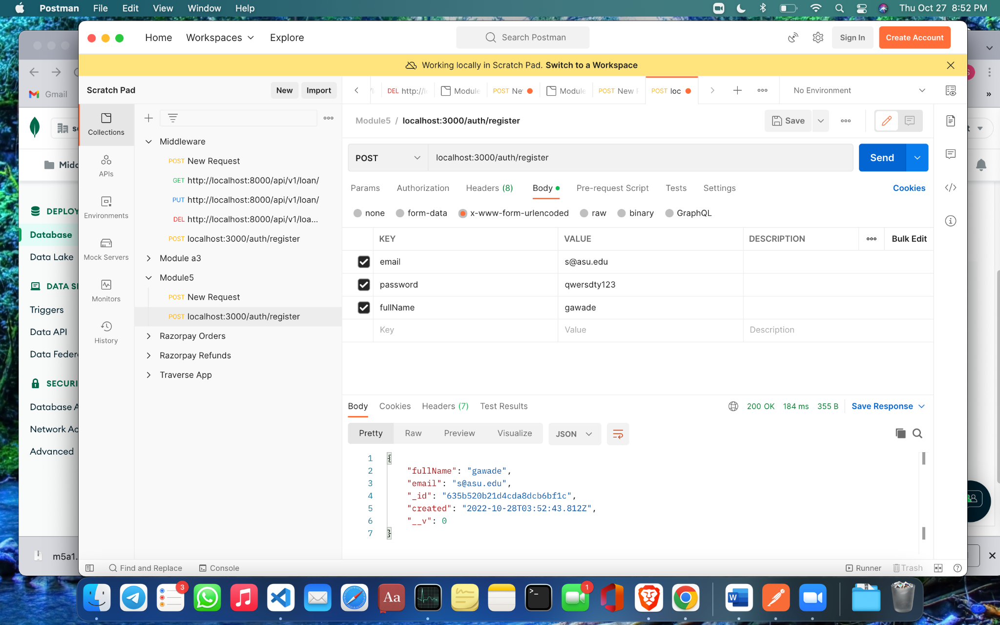 Postman File Edit View Window Help Thu Oct 27 8:52 PM
Home Workspaces Explore Search Postman Sign In Create Account
Working locally in Scratch Pad. Switch to a Workspace
Gmail
Scratch Pad New Import
DEL http://l Module POST Ne Module POST New POST loc No Environment
Collections
APIs
Environments
Mock Servers
Monitors
History
Middleware
POST New Request
GET http://localhost:8000/api/v1/loan/
PUT http://localhost:8000/api/v1/loan/
DEL http://localhost:8000/api/v1/loa...
POST localhost:3000/auth/register
Module a3
Module5
POST New Request
POST localhost:3000/auth/register
Razorpay Orders
Razorpay Refunds
Traverse App
Midd
DEPLOY
Database
Data Lake
DATA SE
Triggers
Data API
Data Feder
SECURI
Database A
Network Ac
Advanced
m5a1.
Module5 / localhost:3000/auth/register Save
POST localhost:3000/auth/register Send
Params Authorization Headers (8) Body Pre-request Script Tests Settings Cookies
none form-data x-www-form-urlencoded raw binary GraphQL
KEY VALUE DESCRIPTION Bulk Edit
email s@asu.edu
password qwersdty123
fullName gawade
Key Value Description
Body Cookies Headers (7) Test Results 200 OK 184 ms 355 B Save Response
Pretty Raw Preview Visualize JSON
1 {
2 "fullName": "gawade",
3 "email": "s@asu.edu",
4 "_id": "635b520b21d4cda8dcb6bf1c",
5 "created": "2022-10-28T03:52:43.812Z",
6 "__v": 0
7 }
Find and Replace Console Runner Trash
3
Aa
>_
1
W